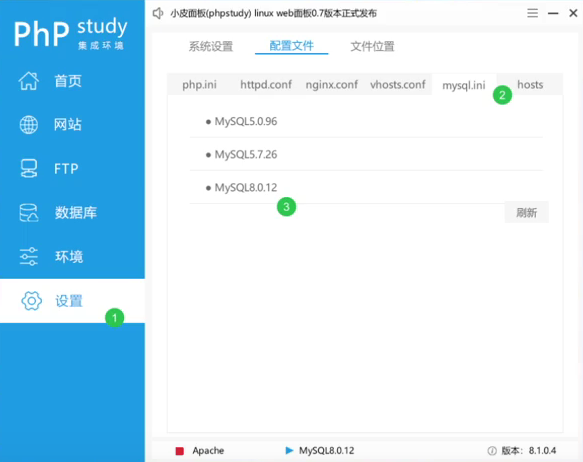 PhP study
集成环境
小皮面板(phpstudy) linux web面板0.7版本正式发布
首页
网站
FTP
数据库
环境
设置
1
系统设置 配置文件 文件位置
php.ini httpd.conf nginx.conf vhosts.conf mysql.ini hosts
2
MySQL5.0.96
MySQL5.7.26
MySQL8.0.12
3
刷新
Apache MySQL8.0.12 版本: 8.1.0.4